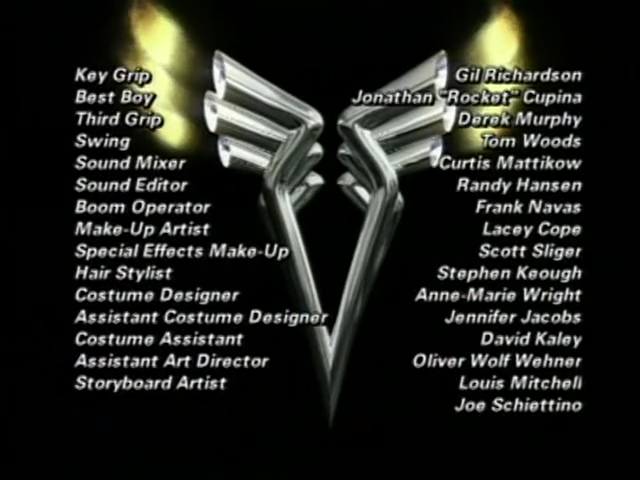 Key Grip Gil Richardson
Best Boy Jonathan "Rocket" Cupina
Third Grip Derek Murphy
Swing Tom Woods
Sound Mixer Curtis Mattikow
Sound Editor Randy Hansen
Boom Operator Frank Navas
Make-Up Artist Lacey Cope
Special Effects Make-Up Scott Sliger
Hair Stylist Stephen Keough
Costume Designer Anne-Marie Wright
Assistant Costume Designer Jennifer Jacobs
Costume Assistant David Kaley
Assistant Art Director Oliver Wolf Wehner
Storyboard Artist Louis Mitchell
Joe Schiettino